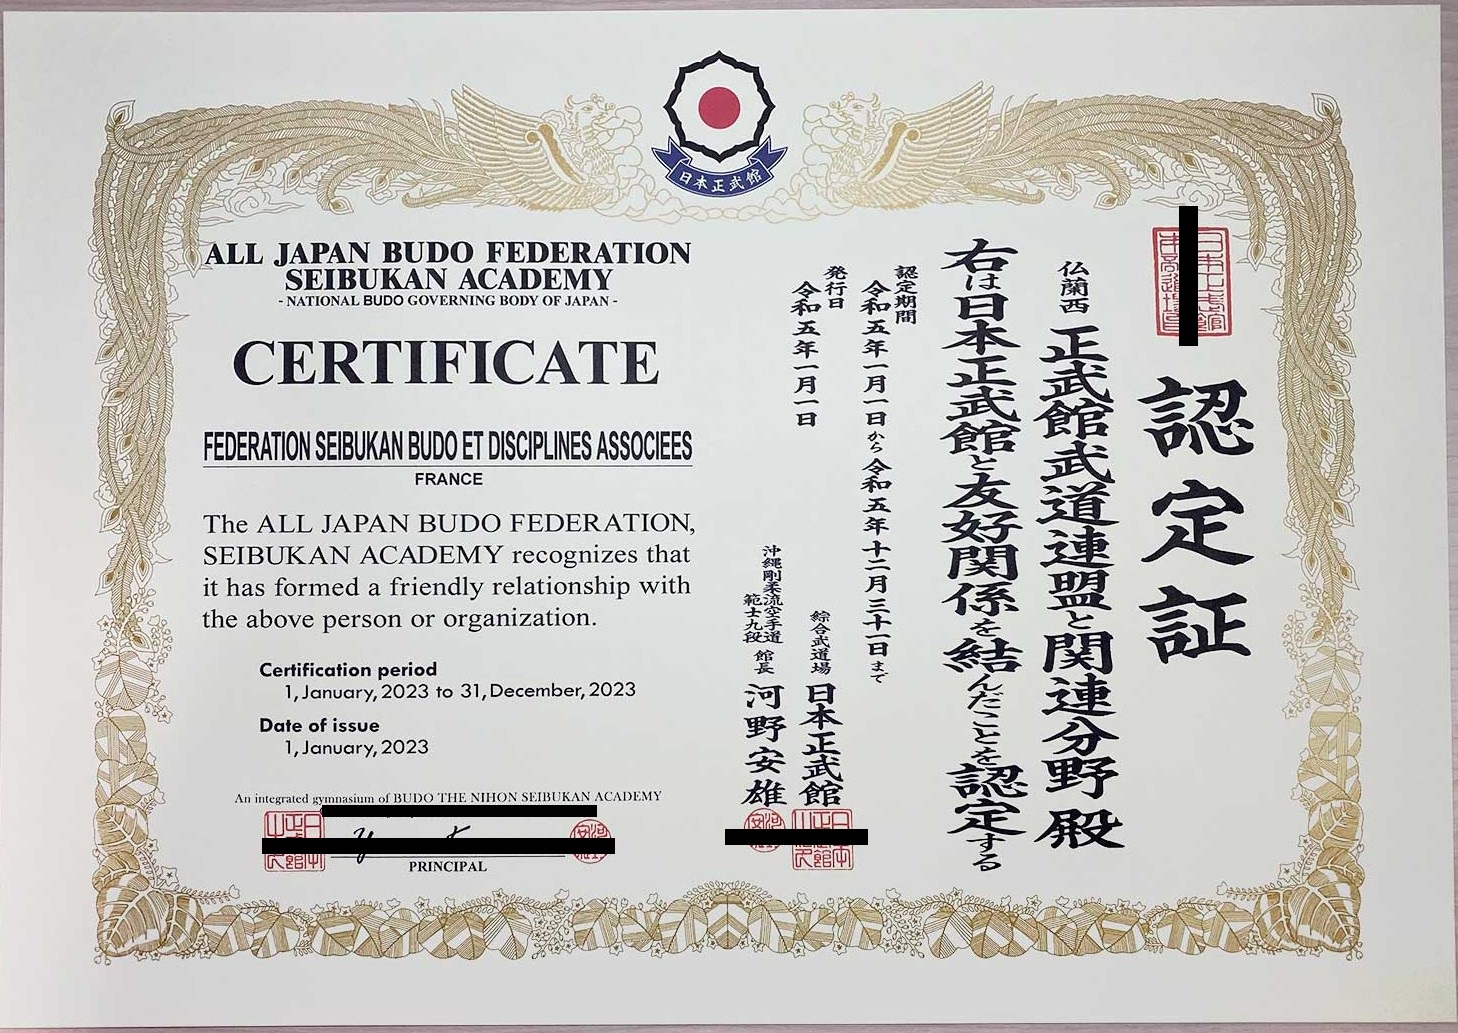 日本正武館
ALL JAPAN BUDO FEDERATION
SEIBUKAN ACADEMY
- NATIONAL BUDO GOVERNING BODY OF JAPAN -
CERTIFICATE
FEDERATION SEIBUKAN BUDO ET DISCIPLINES ASSOCIEES
FRANCE
The ALL JAPAN BUDO FEDERATION,
SEIBUKAN ACADEMY recognizes that
it has formed a friendly relationship with
the above person or organization.
Certification period
1, January, 2023 to 31, December, 2023
Date of issue
1, January, 2023
An integrated gymnasium of BUDO THE NIHON SEIBUKAN ACADEMY
PRINCIPAL
認定証
仏蘭西 正武館武道連盟と関連分野 殿
右は日本正武館と友好関係を結んだことを認定する
認定期間
令和五年一月一日から令和五年十二月三十一日まで
発行日
令和五年一月一日
綜合武道場 日本正武館
沖縄剛柔流空手道
範士九段 館長 河野安雄